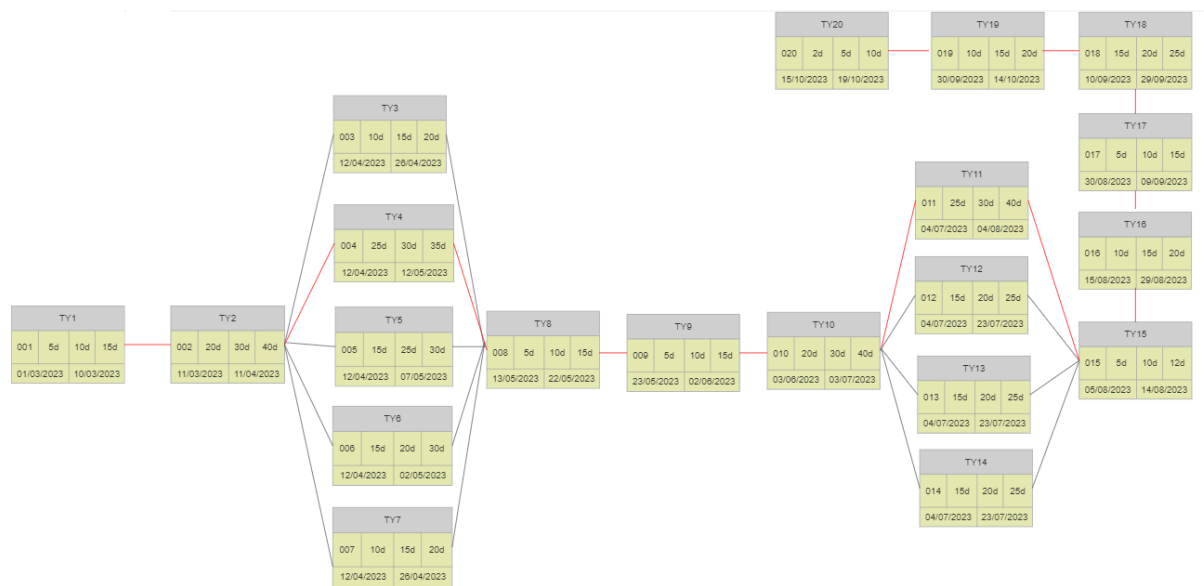 TY20
020 2d 5d 10d
15/10/2023 19/10/2023
TY19
019 10d 15d 20d
30/09/2023 14/10/2023
TY18
018 15d 20d 25d
10/09/2023 29/09/2023
TY3
003 10d 15d 20d
12/04/2023 26/04/2023
TY17
017 5d 10d 15d
30/08/2023 09/09/2023
TY11
011 25d 30d 40d
04/07/2023 04/08/2023
TY4
004 25d 30d 35d
12/04/2023 12/05/2023
TY16
016 10d 15d 20d
15/08/2023 29/08/2023
TY12
012 15d 20d 25d
04/07/2023 23/07/2023
TY1
001 5d 10d 15d
01/03/2023 10/03/2023
TY2
002 20d 30d 40d
11/03/2023 11/04/2023
TY5
005 15d 25d 30d
12/04/2023 07/05/2023
TY8
008 5d 10d 15d
13/05/2023 22/05/2023
TY9
009 5d 10d 15d
23/05/2023 02/06/2023
TY10
010 20d 30d 40d
03/06/2023 03/07/2023
TY15
015 5d 10d 12d
05/08/2023 14/08/2023
TY13
013 15d 20d 25d
04/07/2023 23/07/2023
TY6
006 15d 20d 30d
12/04/2023 02/05/2023
TY14
014 15d 20d 25d
04/07/2023 23/07/2023
TY7
007 10d 15d 20d
12/04/2023 26/04/2023